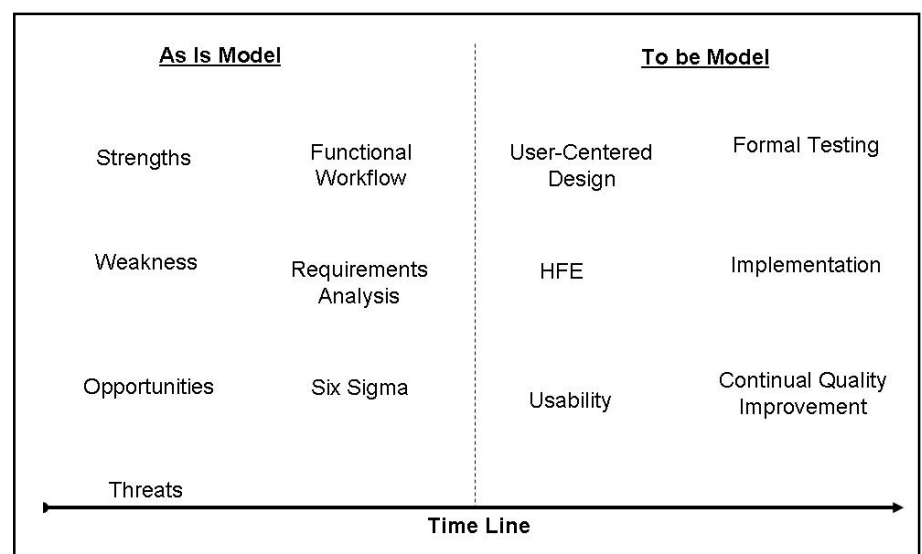 As Is Model
To be Model
Strengths
Functional
Workflow
User-Centered
Design
Formal Testing
Weakness
Requirements
Analysis
HFE
Implementation
Opportunities
Six Sigma
Usability
Continual Quality
Improvement
Threats
Time Line